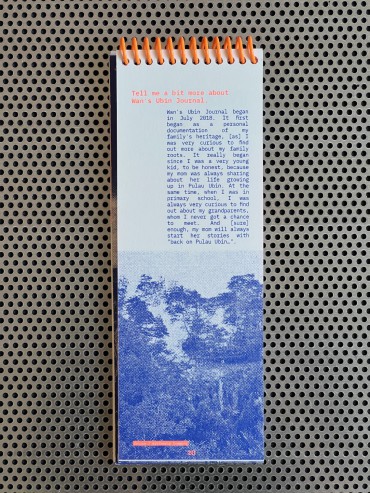 Tell me a bit more about
Wan's Ubin Journal
Wan's Ubin Journal began
in July 2018. It first
began as a personal
documentation of my
family's heritage, [as] I
was very curious to find
out more about my family
roots. It really began
since I was a very young
kid, to be honest, because
my mom was always sharing
about her life growing
up in Pulau Ubin. At the
same time, when I was in
primary school, I was
always very curious to find
out about my grandparents,
whom I never got a chance
to meet. And [sure]
enough, my mom will always
start her stories with
"back on Pulau Ubin…".
20